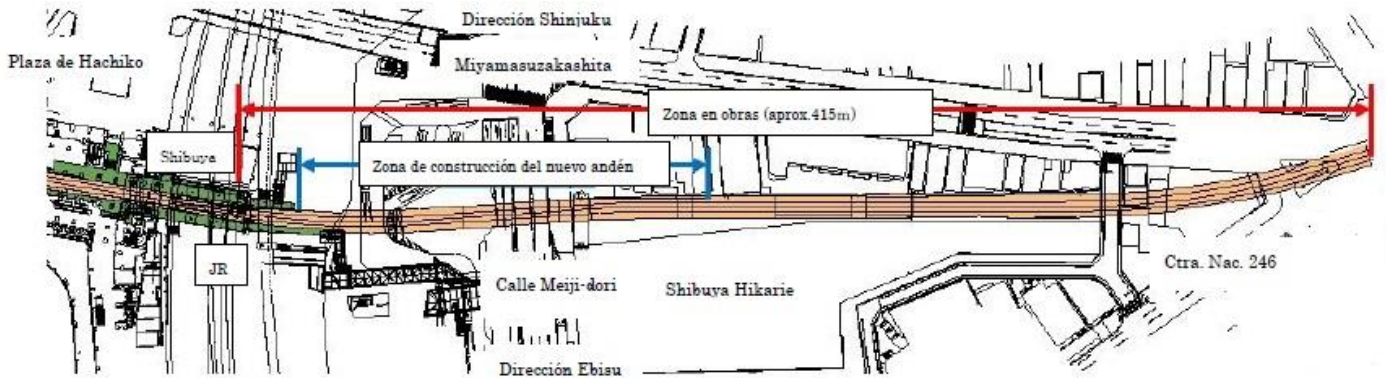 Dirección Shinjuku
Plaza de Hachiko
Miyamasuzakashita
Zona en obras (aprox.415m)
Shibuya
Zona de construcción del nuevo andén
JR
Calle Meiji-dori
Shibuya Hikarie
Ctra. Nac. 246
Dirección Ebisu